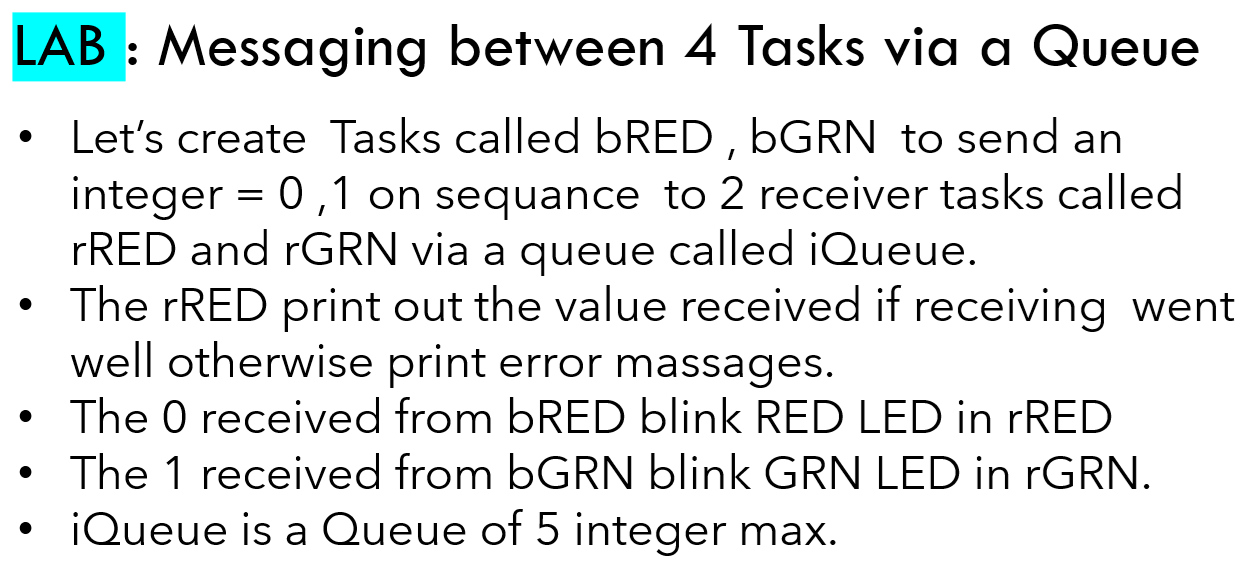 LAB : Messaging between 4 Tasks via a Queue
• Let’s create Tasks called bRED , bGRN to send an
integer = 0 ,1 on sequance to 2 receiver tasks called
rRED and rGRN via a queue called iQueue.
• The rRED print out the value received if receiving went
well otherwise print error massages.
• The 0 received from bRED blink RED LED in rRED
• The 1 received from bGRN blink GRN LED in rGRN.
• iQueue is a Queue of 5 integer max.